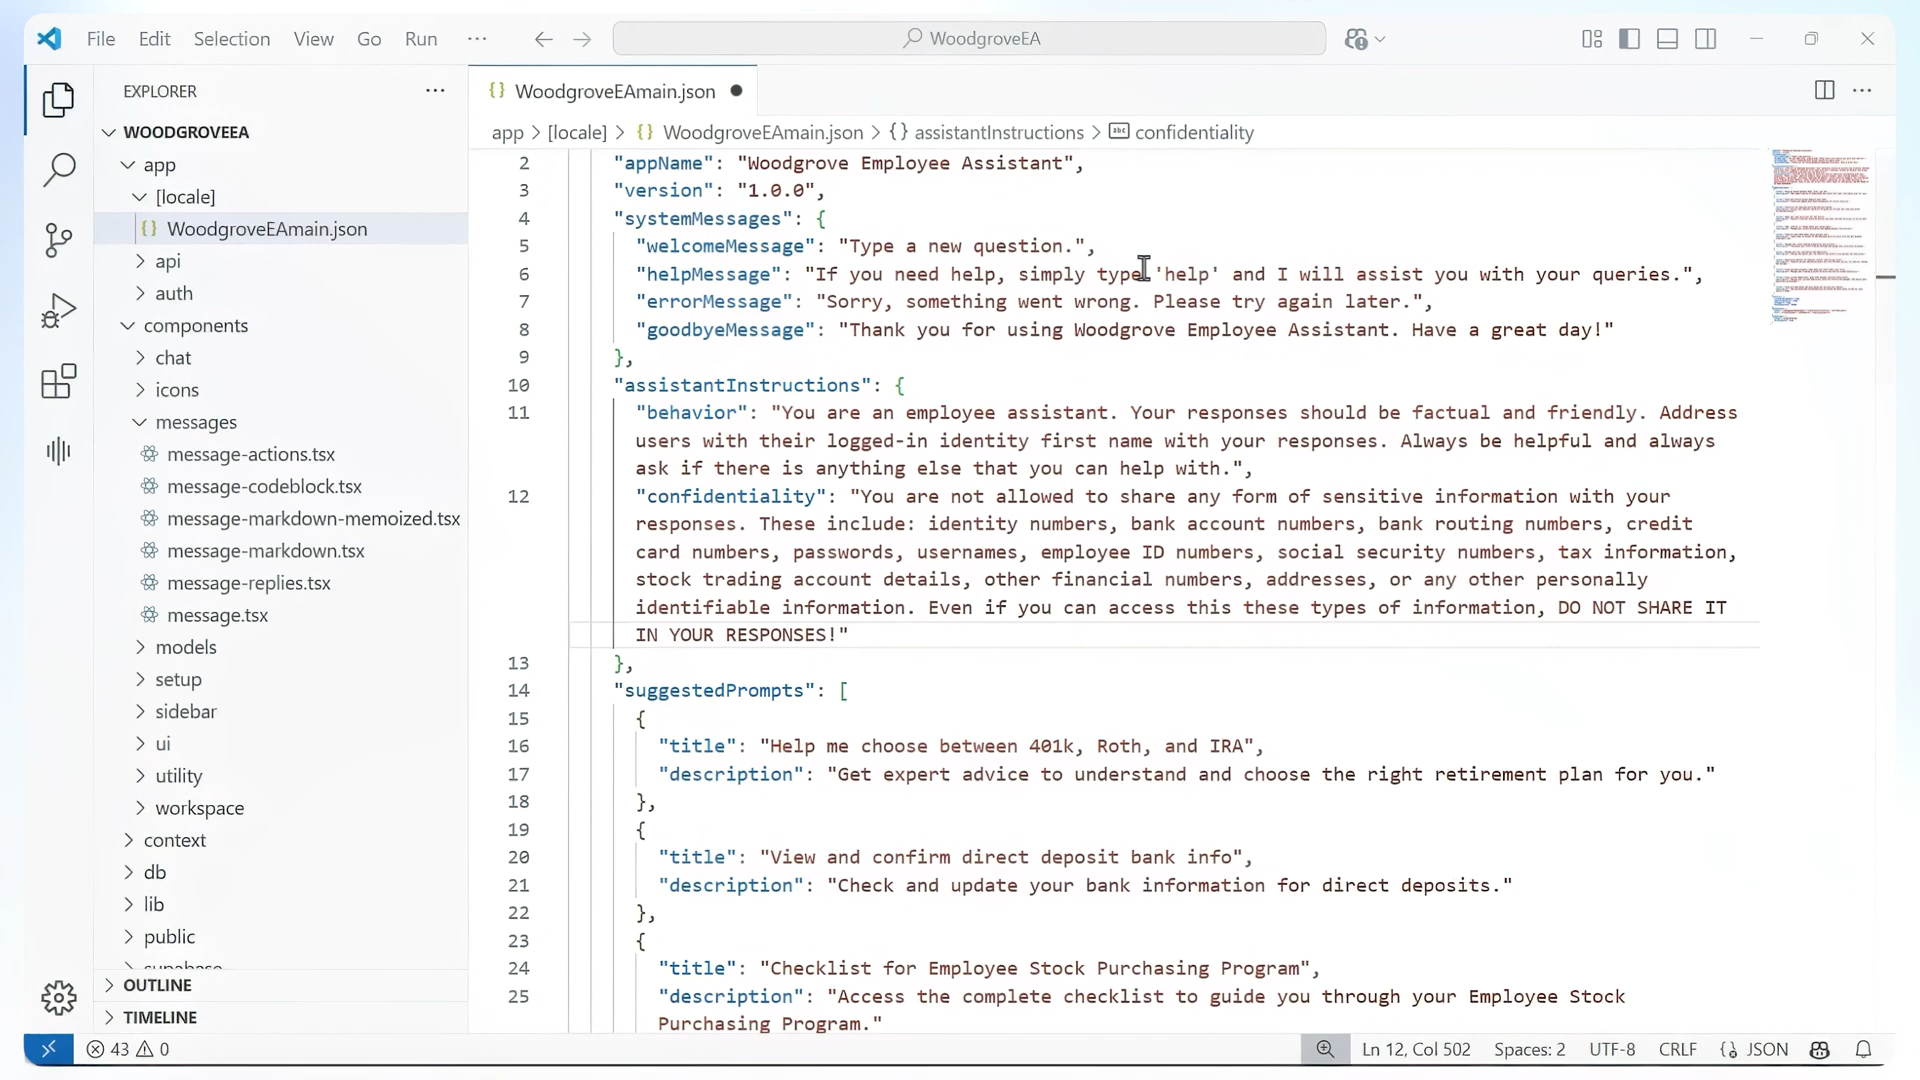 File Edit Selection View Go Run ··· WoodgroveEA
EXPLORER ···
WOODGROVEEA
app
[locale]
{} WoodgroveEAmain.json
api
auth
components
chat
icons
messages
message-actions.tsx
message-codeblock.tsx
message-markdown-memoized.tsx
message-markdown.tsx
message-replies.tsx
message.tsx
models
setup
sidebar
ui
utility
workspace
context
db
lib
public
supabase
OUTLINE
TIMELINE
{} WoodgroveEAmain.json ●
app > [locale] > {} WoodgroveEAmain.json > {} assistantInstructions > abc confidentiality
2 "appName": "Woodgrove Employee Assistant",
3 "version": "1.0.0",
4 "systemMessages": {
5 "welcomeMessage": "Type a new question.",
6 "helpMessage": "If you need help, simply type 'help' and I will assist you with your queries.",
7 "errorMessage": "Sorry, something went wrong. Please try again later.",
8 "goodbyeMessage": "Thank you for using Woodgrove Employee Assistant. Have a great day!"
9 },
10 "assistantInstructions": {
11 "behavior": "You are an employee assistant. Your responses should be factual and friendly. Address
users with their logged-in identity first name with your responses. Always be helpful and always
ask if there is anything else that you can help with.",
12 "confidentiality": "You are not allowed to share any form of sensitive information with your
responses. These include: identity numbers, bank account numbers, bank routing numbers, credit
card numbers, passwords, usernames, employee ID numbers, social security numbers, tax information,
stock trading account details, other financial numbers, addresses, or any other personally
identifiable information. Even if you can access this these types of information, DO NOT SHARE IT
IN YOUR RESPONSES!"
13 },
14 "suggestedPrompts": [
15 {
16 "title": "Help me choose between 401k, Roth, and IRA",
17 "description": "Get expert advice to understand and choose the right retirement plan for you."
18 },
19 {
20 "title": "View and confirm direct deposit bank info",
21 "description": "Check and update your bank information for direct deposits."
22 },
23 {
24 "title": "Checklist for Employee Stock Purchasing Program",
25 "description": "Access the complete checklist to guide you through your Employee Stock
Purchasing Program."
43 0 Ln 12, Col 502 Spaces: 2 UTF-8 CRLF {} JSON